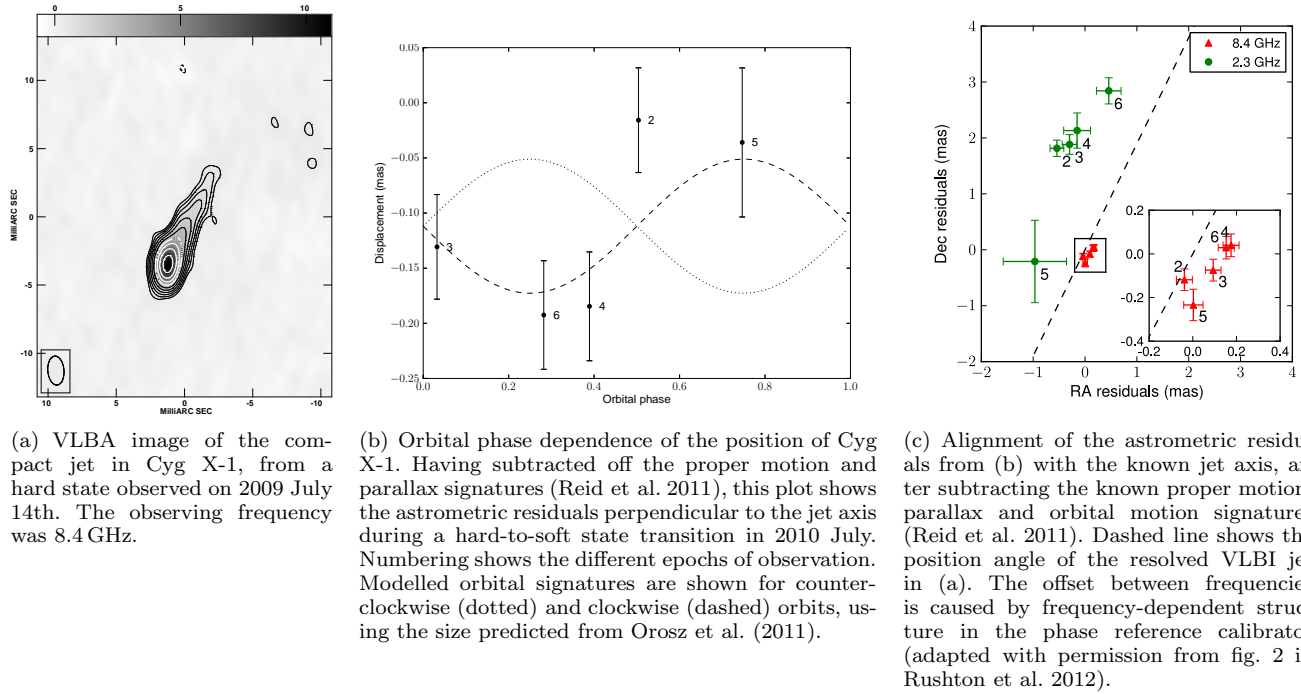 0 5 10
MilliARC SEC
10
5
0
-5
-10
10 5 0 -5 -10
MilliARC SEC
(a) VLBA image of the com-
pact jet in Cyg X-1, from a
hard state observed on 2009 July
14th. The observing frequency
was 8.4 GHz.
Displacement (mas)
0.05
0.00
−0.05
−0.10
−0.15
−0.20
−0.25
2
5
3
4
6
0.0 0.2 0.4 0.6 0.8 1.0
Orbital phase
(b) Orbital phase dependence of the position of Cyg
X-1. Having subtracted off the proper motion and
parallax signatures (Reid et al. 2011), this plot shows
the astrometric residuals perpendicular to the jet axis
during a hard-to-soft state transition in 2010 July.
Numbering shows the different epochs of observation.
Modelled orbital signatures are shown for counter-
clockwise (dotted) and clockwise (dashed) orbits, us-
ing the size predicted from Orosz et al. (2011).
Dec residuals (mas)
4
3
2
1
0
−1
−2
8.4 GHz
2.3 GHz
6
4
3
2
5
0.2
0.0
-0.2
-0.4
6 4
2
3
5
-0.2 0.0 0.2 0.4
−2 −1 0 1 2 3 4
RA residuals (mas)
(c) Alignment of the astrometric residu
als from (b) with the known jet axis, af
ter subtracting the known proper motion
parallax and orbital motion signature
(Reid et al. 2011). Dashed line shows th
position angle of the resolved VLBI je
in (a). The offset between frequencie
is caused by frequency-dependent struc
ture in the phase reference calibrato
(adapted with permission from fig. 2 i
Rushton et al. 2012).